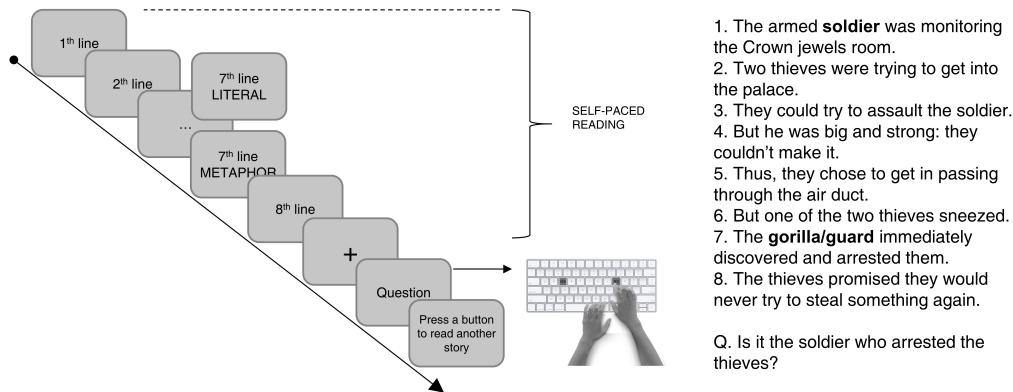 1th line
2th line
...
7th line
LITERAL
7th line
METAPHOR
8th line
+
Question
Press a button
to read another
story
SELF-PACED
READING
1. The armed soldier was monitoring
the Crown jewels room.
2. Two thieves were trying to get into
the palace.
3. They could try to assault the soldier.
4. But he was big and strong: they
couldn't make it.
5. Thus, they chose to get in passing
through the air duct.
6. But one of the two thieves sneezed.
7. The gorilla/guard immediately
discovered and arrested them.
8. The thieves promised they would
never try to steal something again.
Q. Is it the soldier who arrested the
thieves?